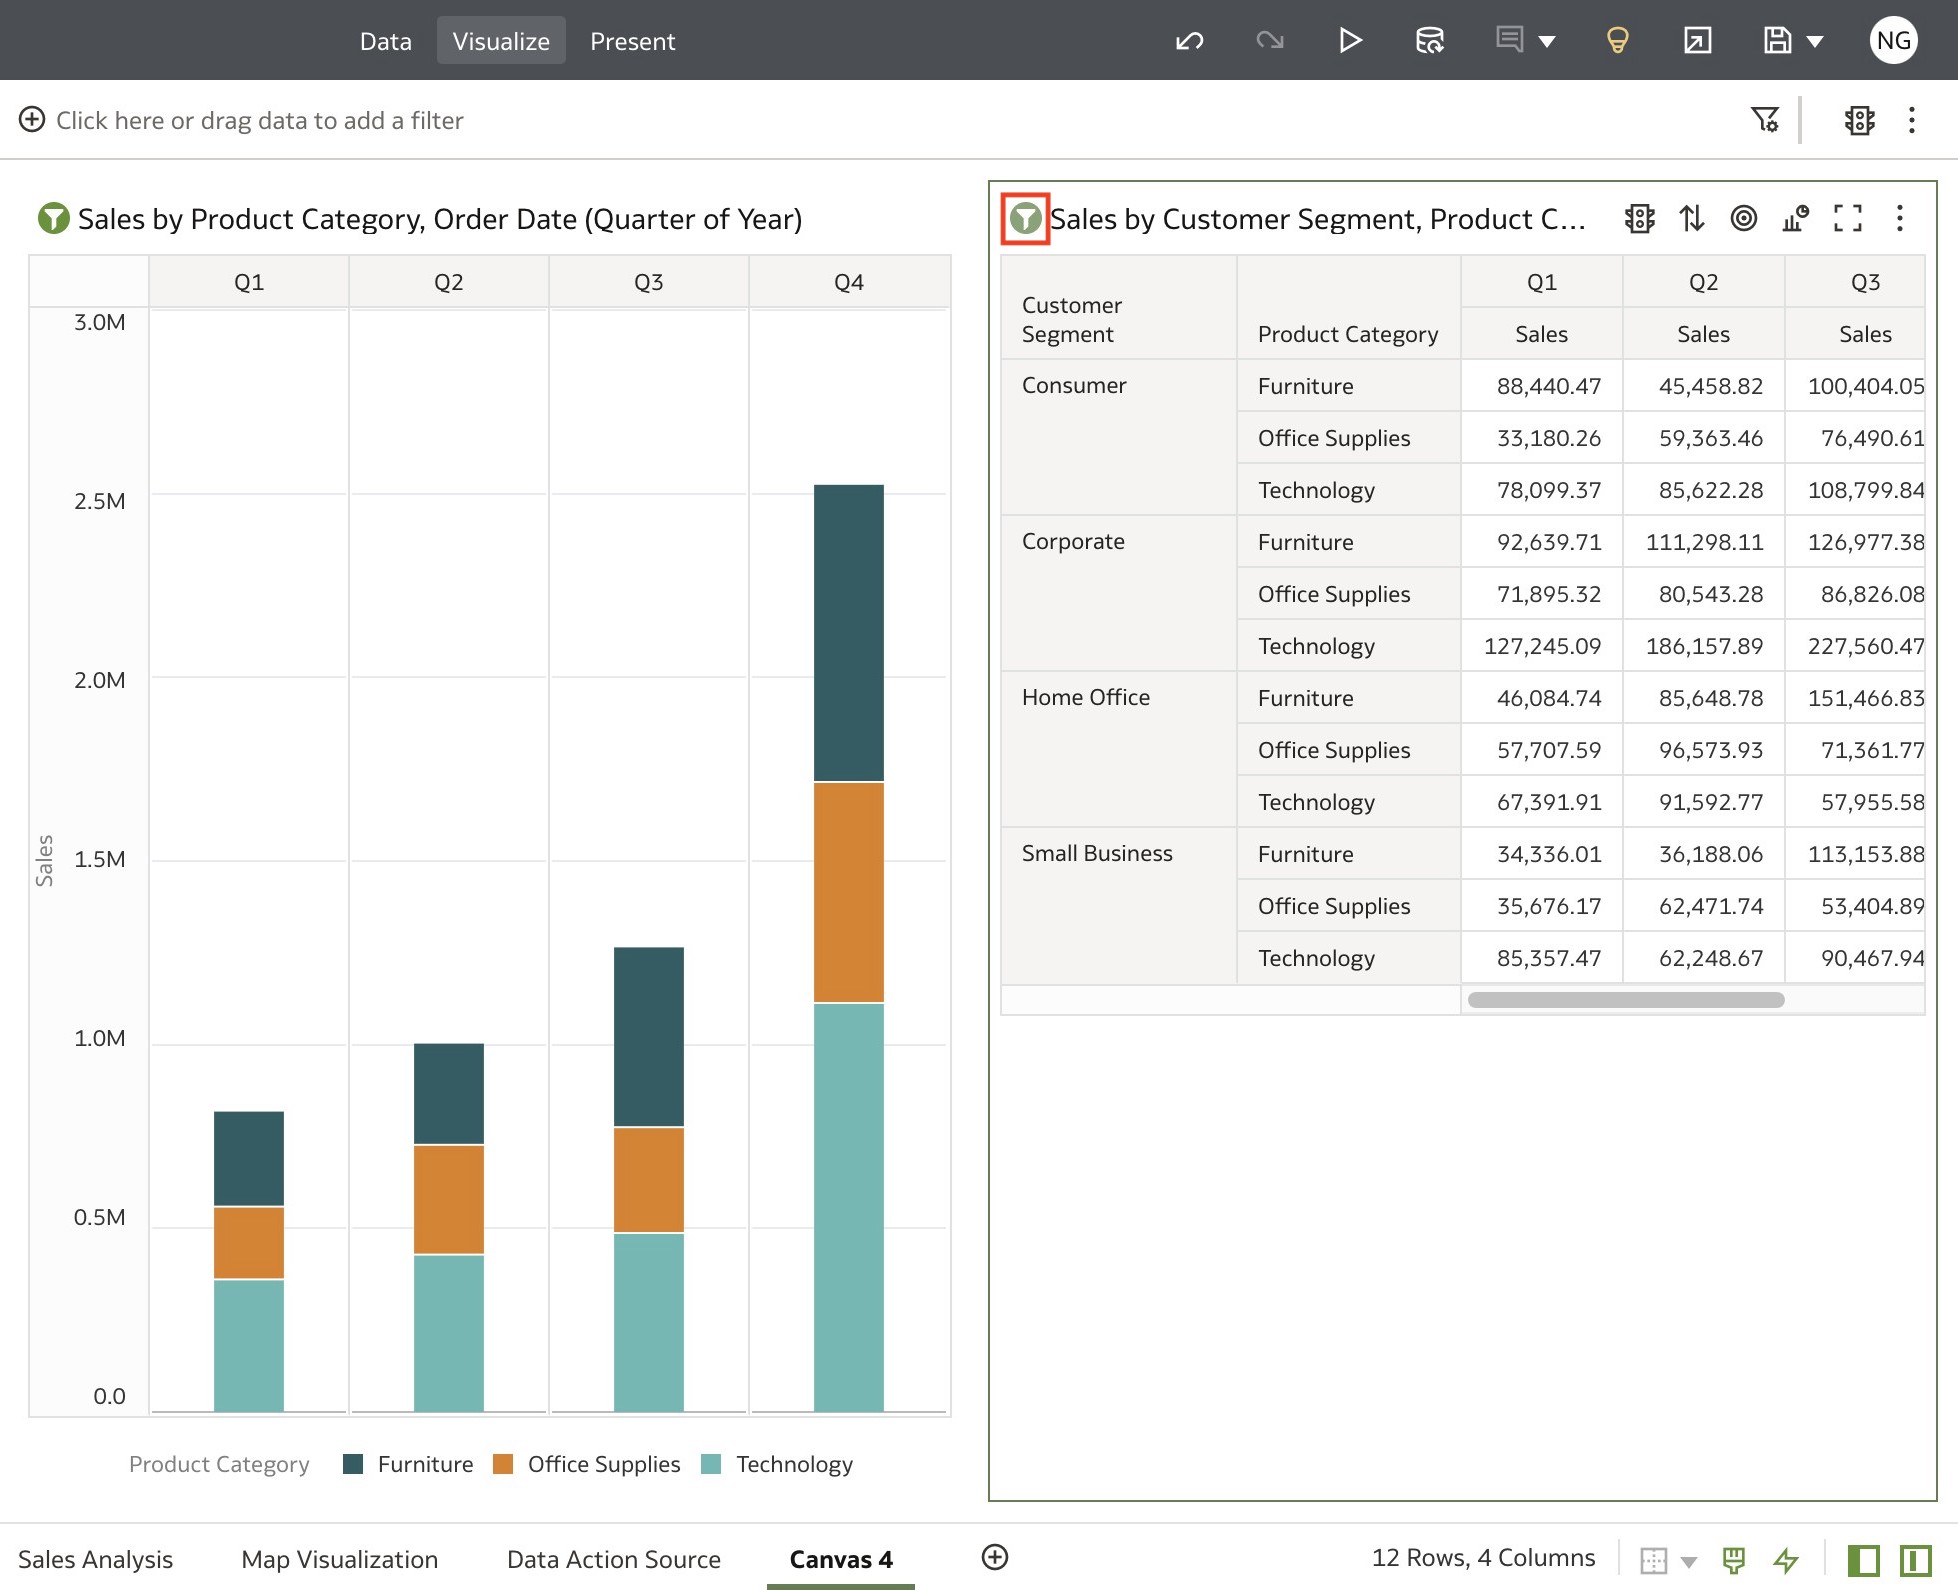 Data Visualize Present NG
Click here or drag data to add a filter
Sales by Product Category, Order Date (Quarter of Year)
Q1 Q2 Q3 Q4
3.0M
2.5M
2.0M
1.5M
1.0M
0.5M
0.0
Sales
Product Category Furniture Office Supplies Technology
Sales by Customer Segment, Product C...
Q1 Q2 Q3
Customer
Segment Product Category Sales Sales Sales
Consumer Furniture 88,440.47 45,458.82 100,404.05
Office Supplies 33,180.26 59,363.46 76,490.61
Technology 78,099.37 85,622.28 108,799.84
Corporate Furniture 92,639.71 111,298.11 126,977.38
Office Supplies 71,895.32 80,543.28 86,826.08
Technology 127,245.09 186,157.89 227,560.47
Home Office Furniture 46,084.74 85,648.78 151,466.83
Office Supplies 57,707.59 96,573.93 71,361.77
Technology 67,391.91 91,592.77 57,955.58
Small Business Furniture 34,336.01 36,188.06 113,153.88
Office Supplies 35,676.17 62,471.74 53,404.89
Technology 85,357.47 62,248.67 90,467.94
Sales Analysis Map Visualization Data Action Source Canvas 4 12 Rows, 4 Columns